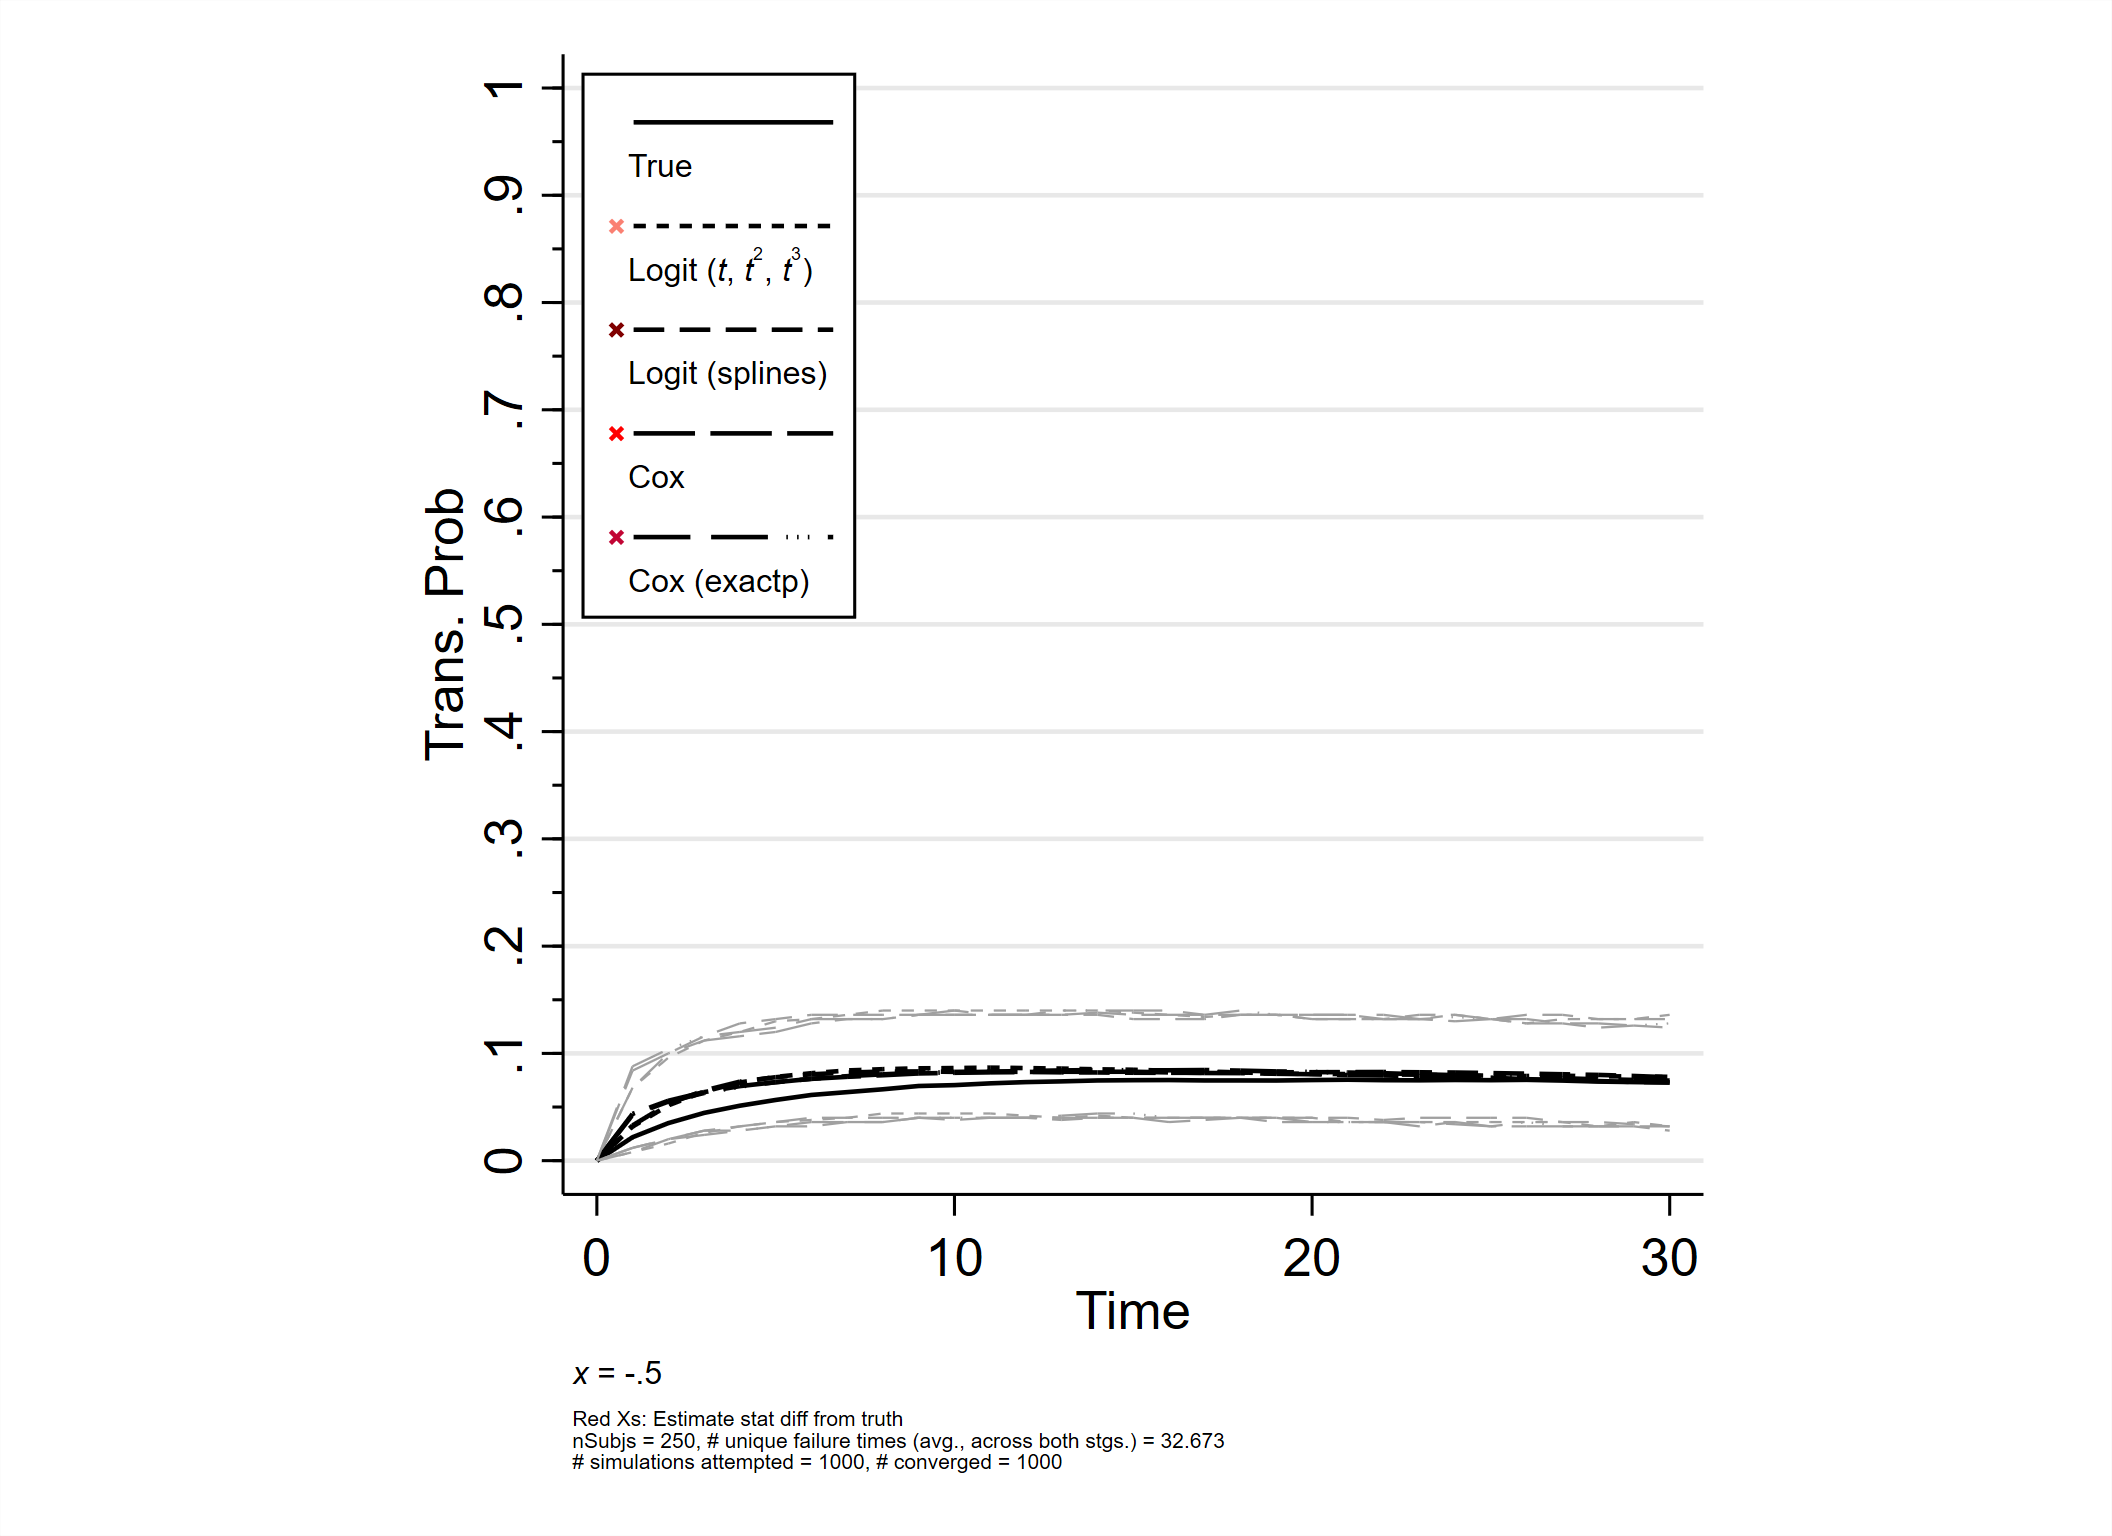 1
.9
.8
.7
.6
.5
.4
.3
.2
.1
0
Trans. Prob
True
Logit (t, t², t³)
Logit (splines)
Cox
Cox (exactp)
0 10 20 30
Time
x = -.5
Red Xs: Estimate stat diff from truth
nSubjs = 250, # unique failure times (avg., across both stgs.) = 32.673
# simulations attempted = 1000, # converged = 1000